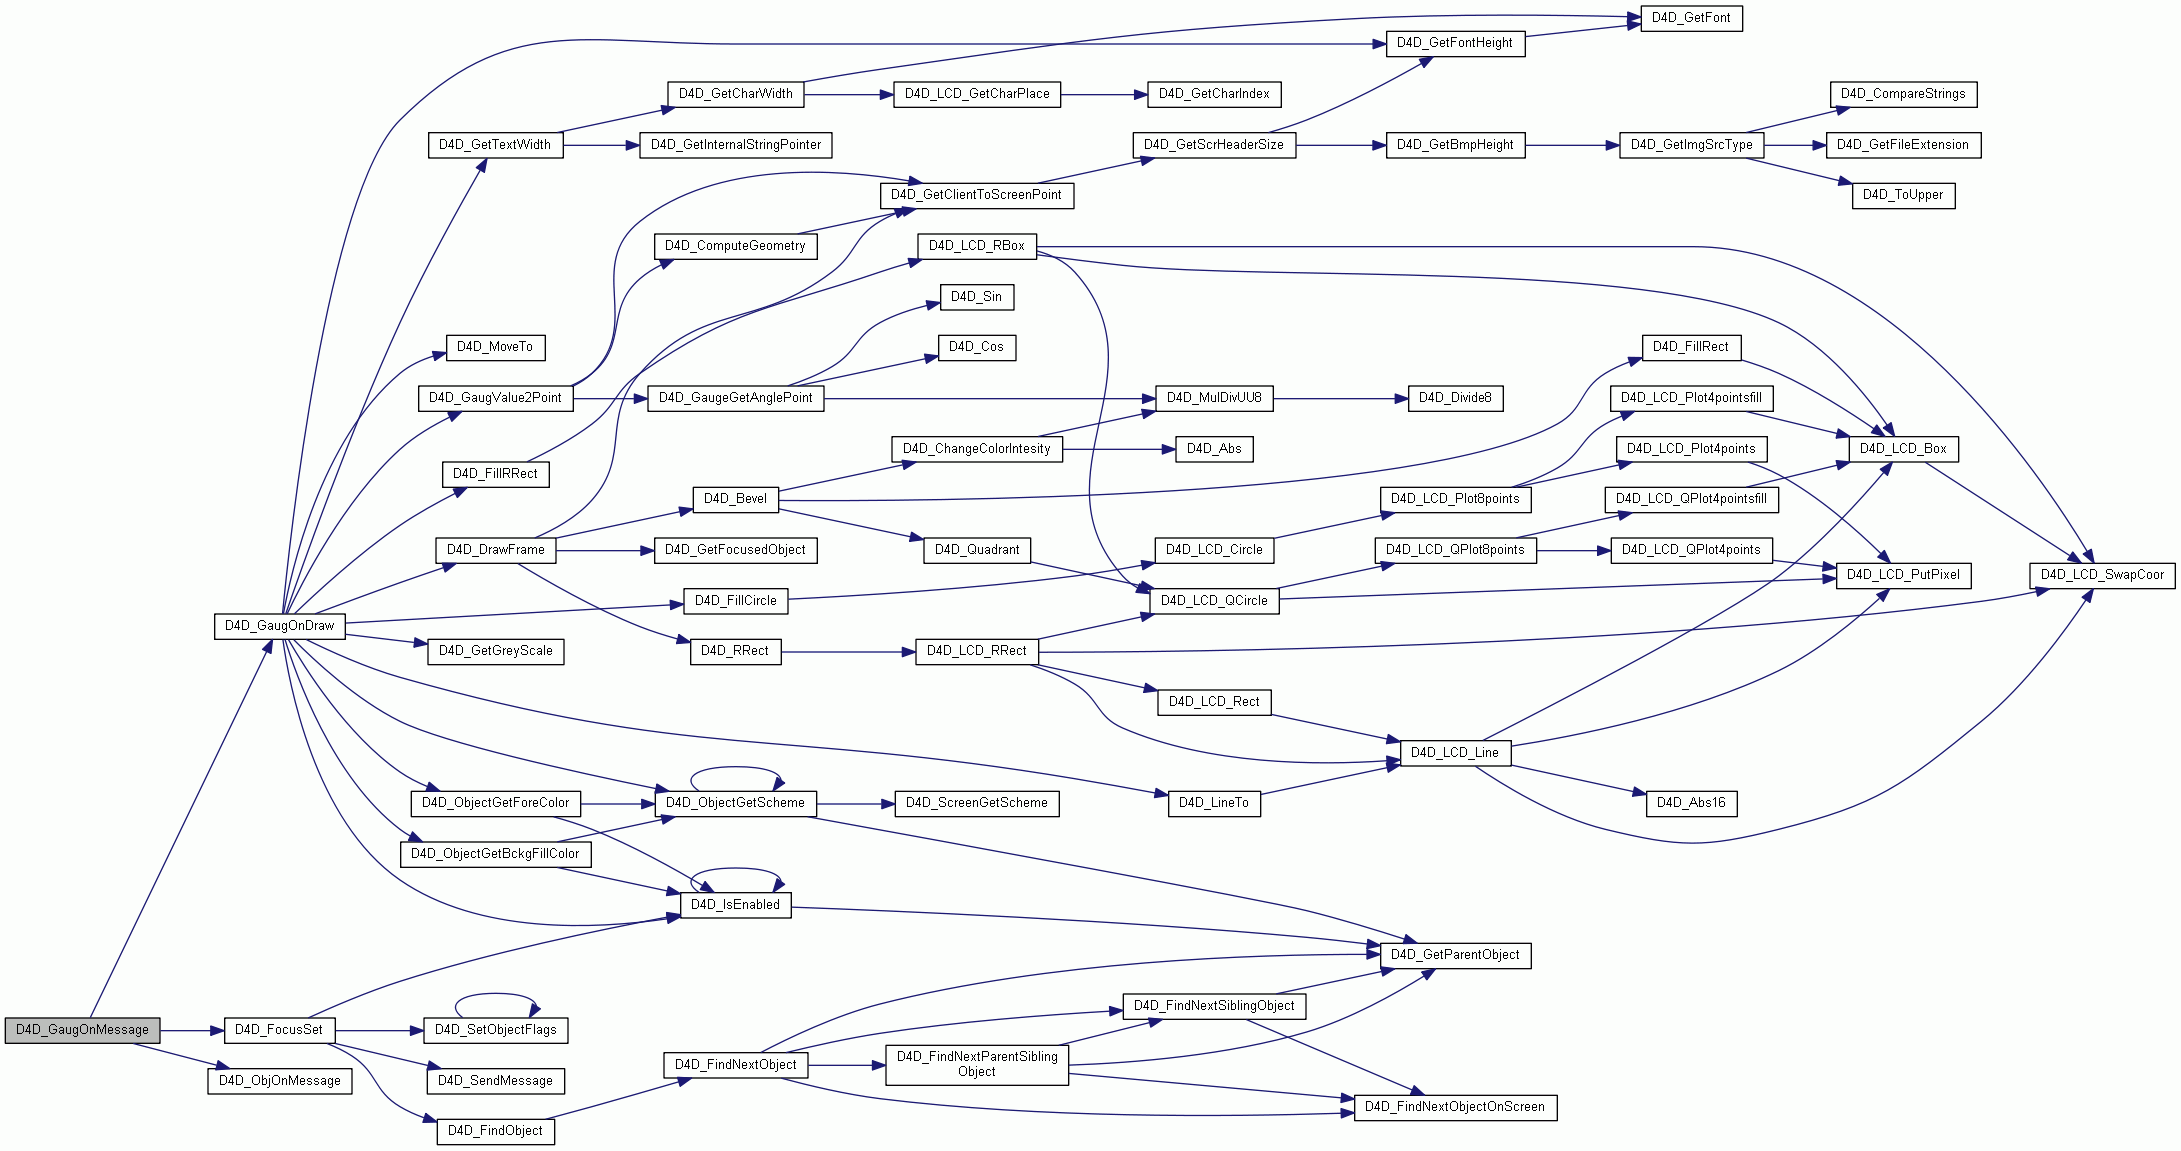 D4D_GetFont
D4D_GetFontHeight
D4D_GetCharWidth
D4D_LCD_GetCharPlace
D4D_GetCharIndex
D4D_CompareStrings
D4D_GetTextWidth
D4D_GetInternalStringPointer
D4D_GetScrHeaderSize
D4D_GetBmpHeight
D4D_GetImgSrcType
D4D_GetFileExtension
D4D_GetClientToScreenPoint
D4D_ToUpper
D4D_ComputeGeometry
D4D_LCD_RBox
D4D_Sin
D4D_MoveTo
D4D_Cos
D4D_FillRect
D4D_GaugValue2Point
D4D_GaugeGetAnglePoint
D4D_MulDivUU8
D4D_Divide8
D4D_LCD_Plot4pointsfill
D4D_ChangeColorIntesity
D4D_Abs
D4D_LCD_Plot4points
D4D_LCD_Box
D4D_FillRRect
D4D_Bevel
D4D_LCD_Plot8points
D4D_LCD_QPlot4pointsfill
D4D_DrawFrame
D4D_GetFocusedObject
D4D_Quadrant
D4D_LCD_Circle
D4D_LCD_QPlot8points
D4D_LCD_QPlot4points
D4D_LCD_PutPixel
D4D_LCD_SwapCoor
D4D_FillCircle
D4D_LCD_QCircle
D4D_GaugOnDraw
D4D_GetGreyScale
D4D_RRect
D4D_LCD_RRect
D4D_LCD_Rect
D4D_LCD_Line
D4D_ObjectGetForeColor
D4D_ObjectGetScheme
D4D_ScreenGetScheme
D4D_LineTo
D4D_Abs16
D4D_ObjectGetBckgFillColor
D4D_IsEnabled
D4D_GetParentObject
D4D_FindNextSiblingObject
D4D_GaugOnMessage
D4D_FocusSet
D4D_SetObjectFlags
D4D_FindNextObject
D4D_FindNextParentSibling
Object
D4D_ObjOnMessage
D4D_SendMessage
D4D_FindNextObjectOnScreen
D4D_FindObject